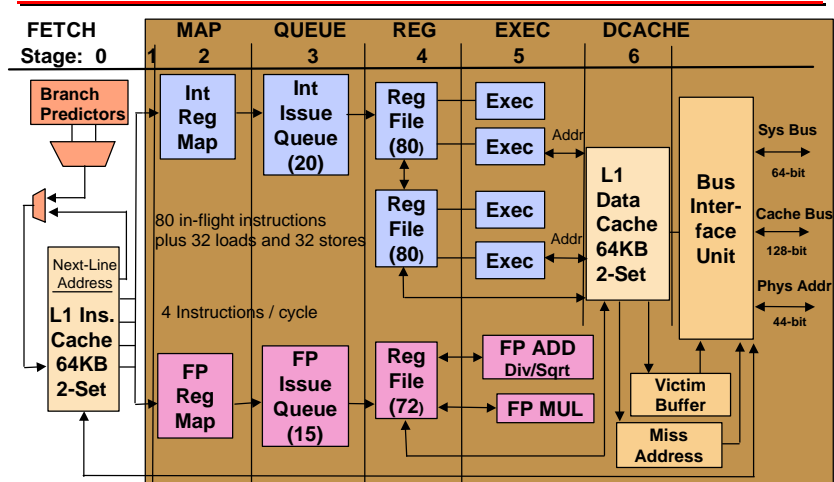 FETCH MAP QUEUE REG EXEC DCACHE
Stage: 0 1 2 3 4 5 6
Branch
Predictors
Int
Reg
Map
Int
Issue
Queue
(20)
Reg
File
(80)
Exec
Exec
Addr
Reg
File
(80)
Exec
Exec
Addr
L1
Data
Cache
64KB
2-Set
Bus
Inter-
face
Unit
Sys Bus
64-bit
Cache Bus
128-bit
Phys Addr
44-bit
80 in-flight instructions
plus 32 loads and 32 stores
Next-Line
Address
L1 Ins.
Cache
64KB
2-Set
4 Instructions / cycle
FP
Reg
Map
FP
Issue
Queue
(15)
Reg
File
(72)
FP ADD
Div/Sqrt
FP MUL
Victim
Buffer
Miss
Address